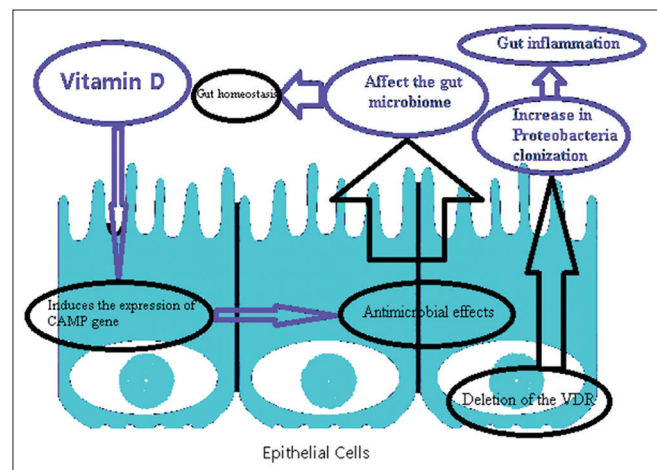 Vitamin D
Gut homeostasis
Affect the gut
microbiome
Gut inflammation
Increase in
Proteobacteria
clonization
Induces the expression of
CAMP gene
Antimicrobial effects
Deletion of the VDR
Epithelial Cells